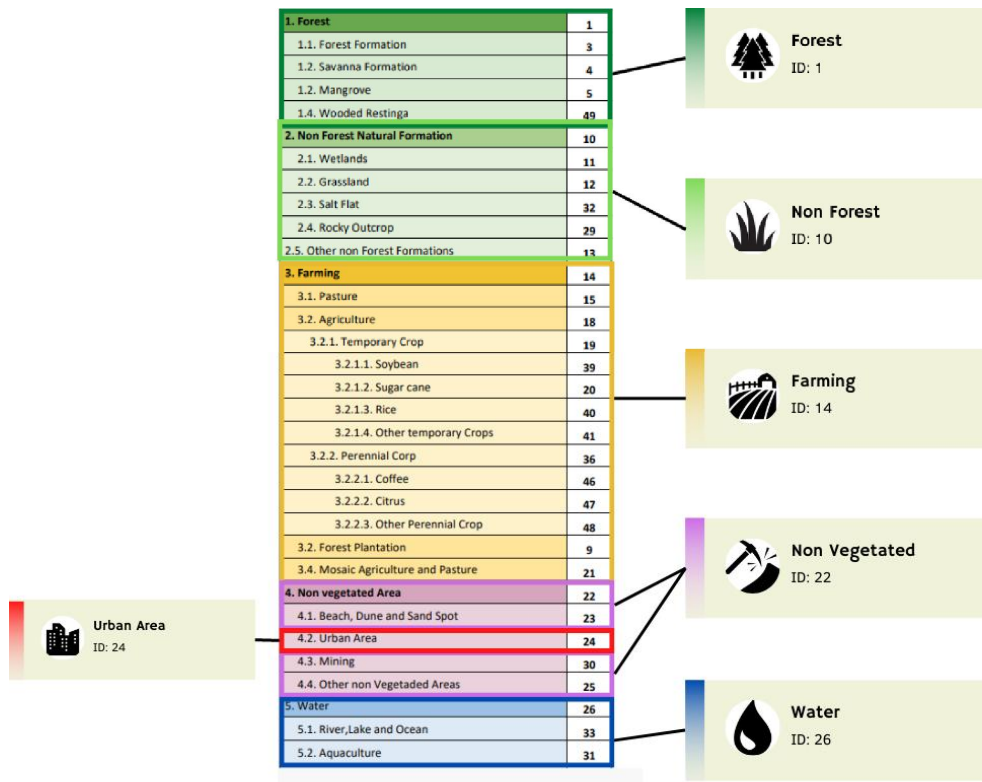 1. Forest 1
1.1. Forest Formation 3
1.2. Savanna Formation 4
1.2. Mangrove 5
1.4. Wooded Restinga 49
2. Non Forest Natural Formation 10
2.1. Wetlands 11
2.2. Grassland 12
2.3. Salt Flat 32
2.4. Rocky Outcrop 29
2.5. Other non Forest Formations 13
3. Farming 14
3.1. Pasture 15
3.2. Agriculture 18
3.2.1. Temporary Crop 19
3.2.1.1. Soybean 39
3.2.1.2. Sugar cane 20
3.2.1.3. Rice 40
3.2.1.4. Other temporary Crops 41
3.2.2. Perennial Corp 36
3.2.2.1. Coffee 46
3.2.2.2. Citrus 47
3.2.2.3. Other Perennial Crop 48
3.2. Forest Plantation 9
3.4. Mosaic Agriculture and Pasture 21
4. Non vegetated Area 22
4.1. Beach, Dune and Sand Spot 23
4.2. Urban Area 24
4.3. Mining 30
4.4. Other non Vegetaded Areas 25
5. Water 26
5.1. River,Lake and Ocean 33
5.2. Aquaculture 31
Forest
ID: 1
Non Forest
ID: 10
Farming
ID: 14
Non Vegetated
ID: 22
Water
ID: 26
Urban Area
ID: 24